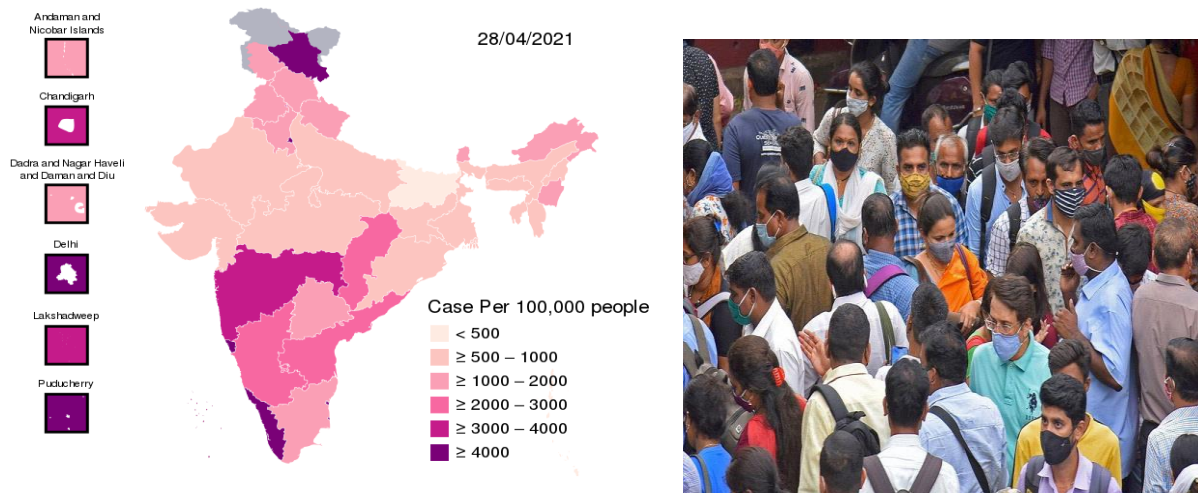 Andaman and
Nicobar Islands
Chandigarh
Dadra and Nagar Haveli
and Daman and Diu
Delhi
Lakshadweep
Puducherry
28/04/2021
Case Per 100,000 people
< 500
≥ 500 – 1000
≥ 1000 – 2000
≥ 2000 – 3000
≥ 3000 – 4000
≥ 4000